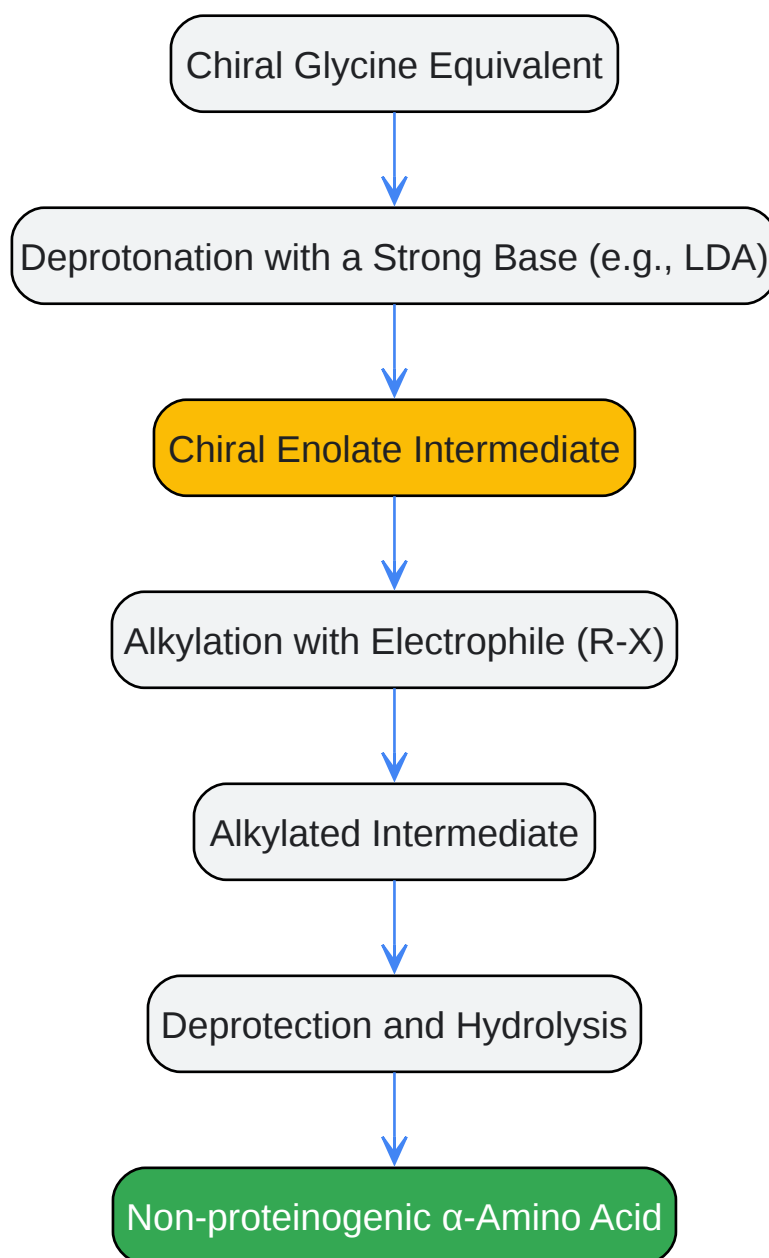 Chiral Glycine Equivalent
Deprotonation with a Strong Base (e.g., LDA)
Chiral Enolate Intermediate
Alkylation with Electrophile (R-X)
Alkylated Intermediate
Deprotection and Hydrolysis
Non-proteinogenic α-Amino Acid